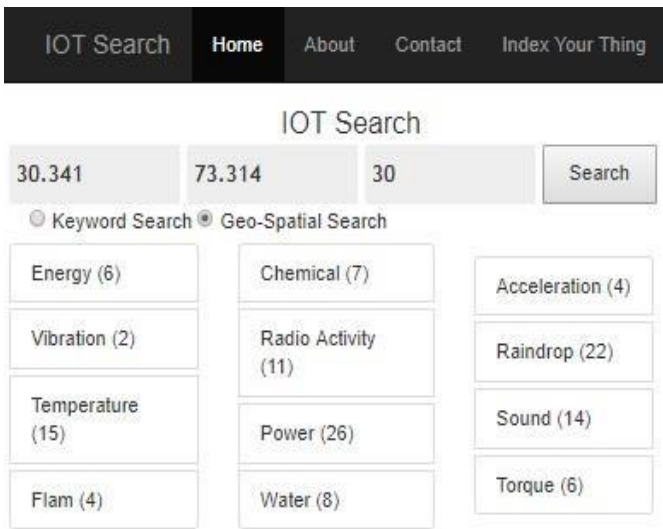 IOT Search Home About Contact Index Your Thing
IOT Search
30.341 73.314 30 Search
Keyword Search Geo-Spatial Search
Energy (6)
Vibration (2)
Temperature
(15)
Flam (4)
Chemical (7)
Radio Activity
(11)
Power (26)
Water (8)
Acceleration (4)
Raindrop (22)
Sound (14)
Torque (6)